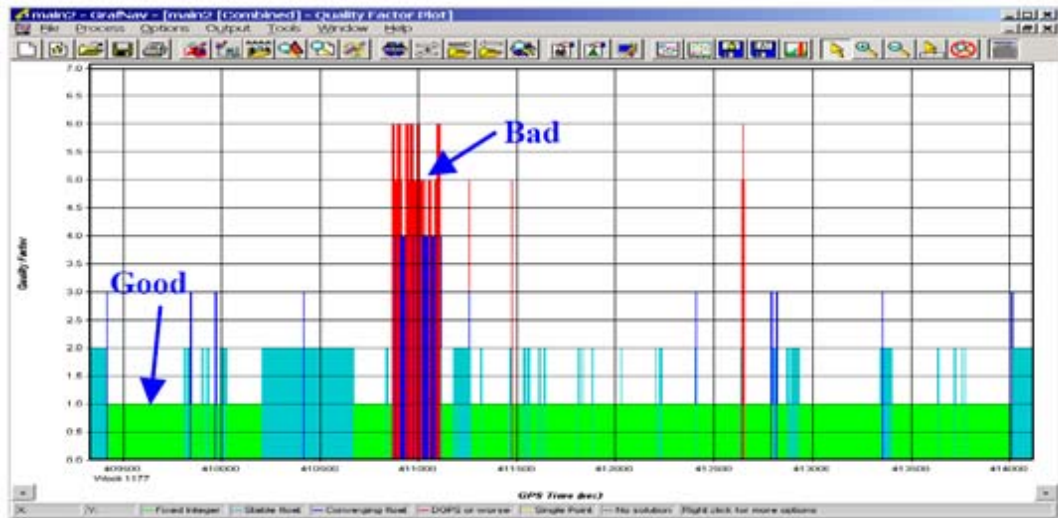 main2 - GrafNav - [main2 [Combined] - Quality Factor Plot]
File Process Options Output Tools Window Help
7.0
6.5
6.0
5.5
5.0
4.5
4.0
3.5
3.0
2.5
2.0
1.5
1.0
0.5
0.0
Quality Factor
Bad
Good
409500 410000 410500 411000 411500 412000 412500 413000 413500 414000
Week 1177
GPS Time (sec)
X: Y: Fixed Integer Stable float Converging float DGPS or worse Single Point No solution Right click for more options